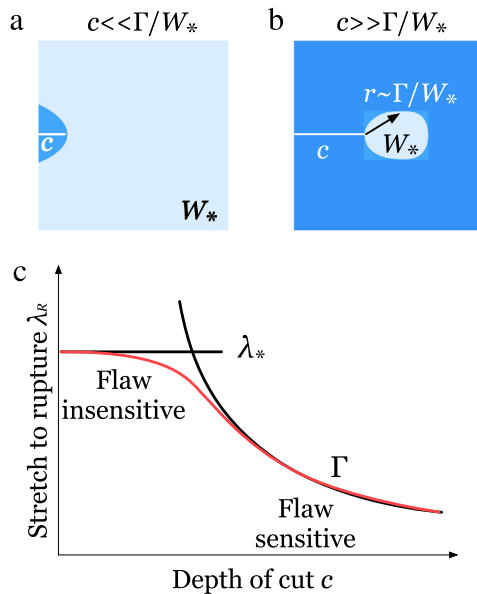 a
c<<Γ/W*
c
W*
b
c>>Γ/W*
r~Γ/W*
W*
c
c
Stretch to rupture λR
λ*
Flaw
insensitive
Γ
Flaw
sensitive
Depth of cut c